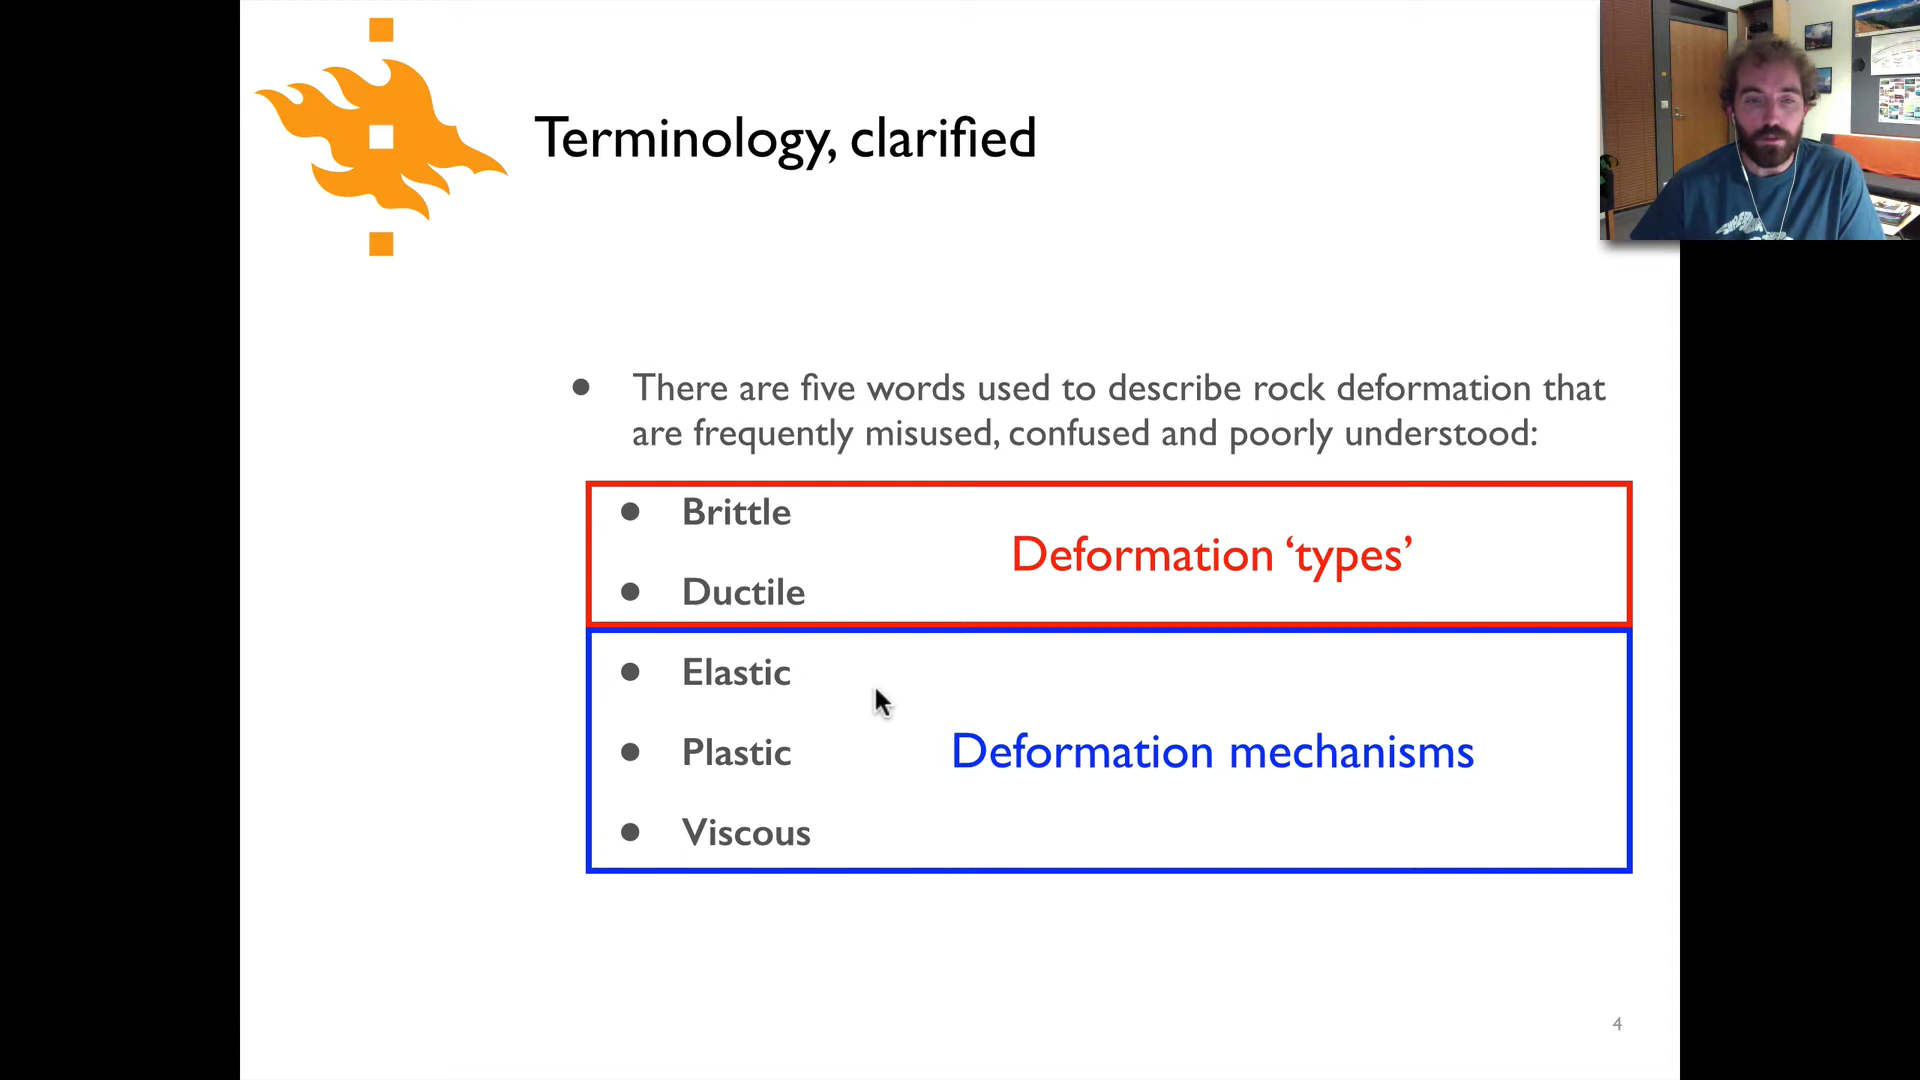 Terminology, clarified
There are five words used to describe rock deformation that
are frequently misused, confused and poorly understood:
Brittle
Deformation ‘types’
Ductile
Elastic
Plastic
Deformation mechanisms
Viscous
4